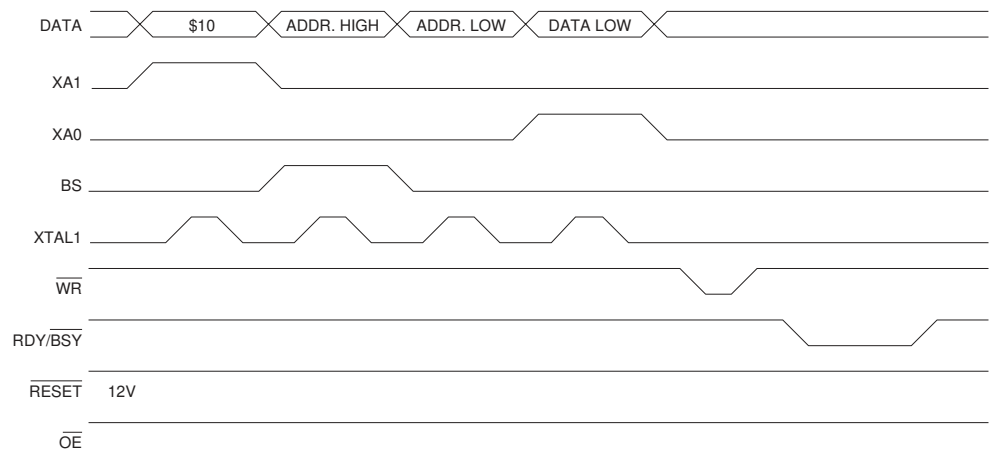 DATA $10 ADDR. HIGH ADDR. LOW DATA LOW
XA1
XA0
BS
XTAL1
WR
RDY/BSY
RESET 12V
OE